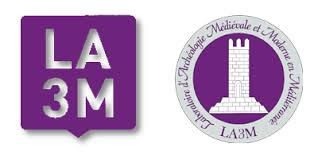 LA
3M
Laboratoire d'Archéologie Médiévale et Moderne en Méditerranée
LA3M